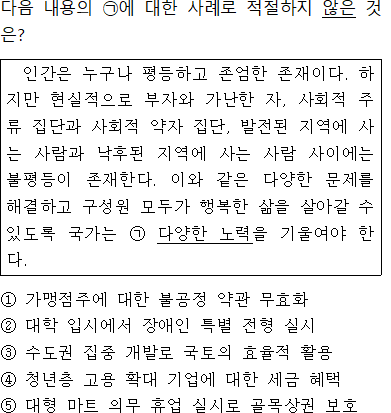 다음 내용의 ㉠에 대한 사례로 적절하지 않은 것
은?
인간은 누구나 평등하고 존엄한 존재이다. 하
지만 현실적으로 부자와 가난한 자, 사회적 주
류 집단과 사회적 약자 집단, 발전된 지역에 사
는 사람과 낙후된 지역에 사는 사람 사이에는
불평등이 존재한다. 이와 같은 다양한 문제를
해결하고 구성원 모두가 행복한 삶을 살아갈 수
있도록 국가는 ㉠ 다양한 노력을 기울여야 한
다.
① 가맹점주에 대한 불공정 약관 무효화
② 대학 입시에서 장애인 특별 전형 실시
③ 수도권 집중 개발로 국토의 효율적 활용
④ 청년층 고용 확대 기업에 대한 세금 혜택
⑤ 대형 마트 의무 휴업 실시로 골목상권 보호